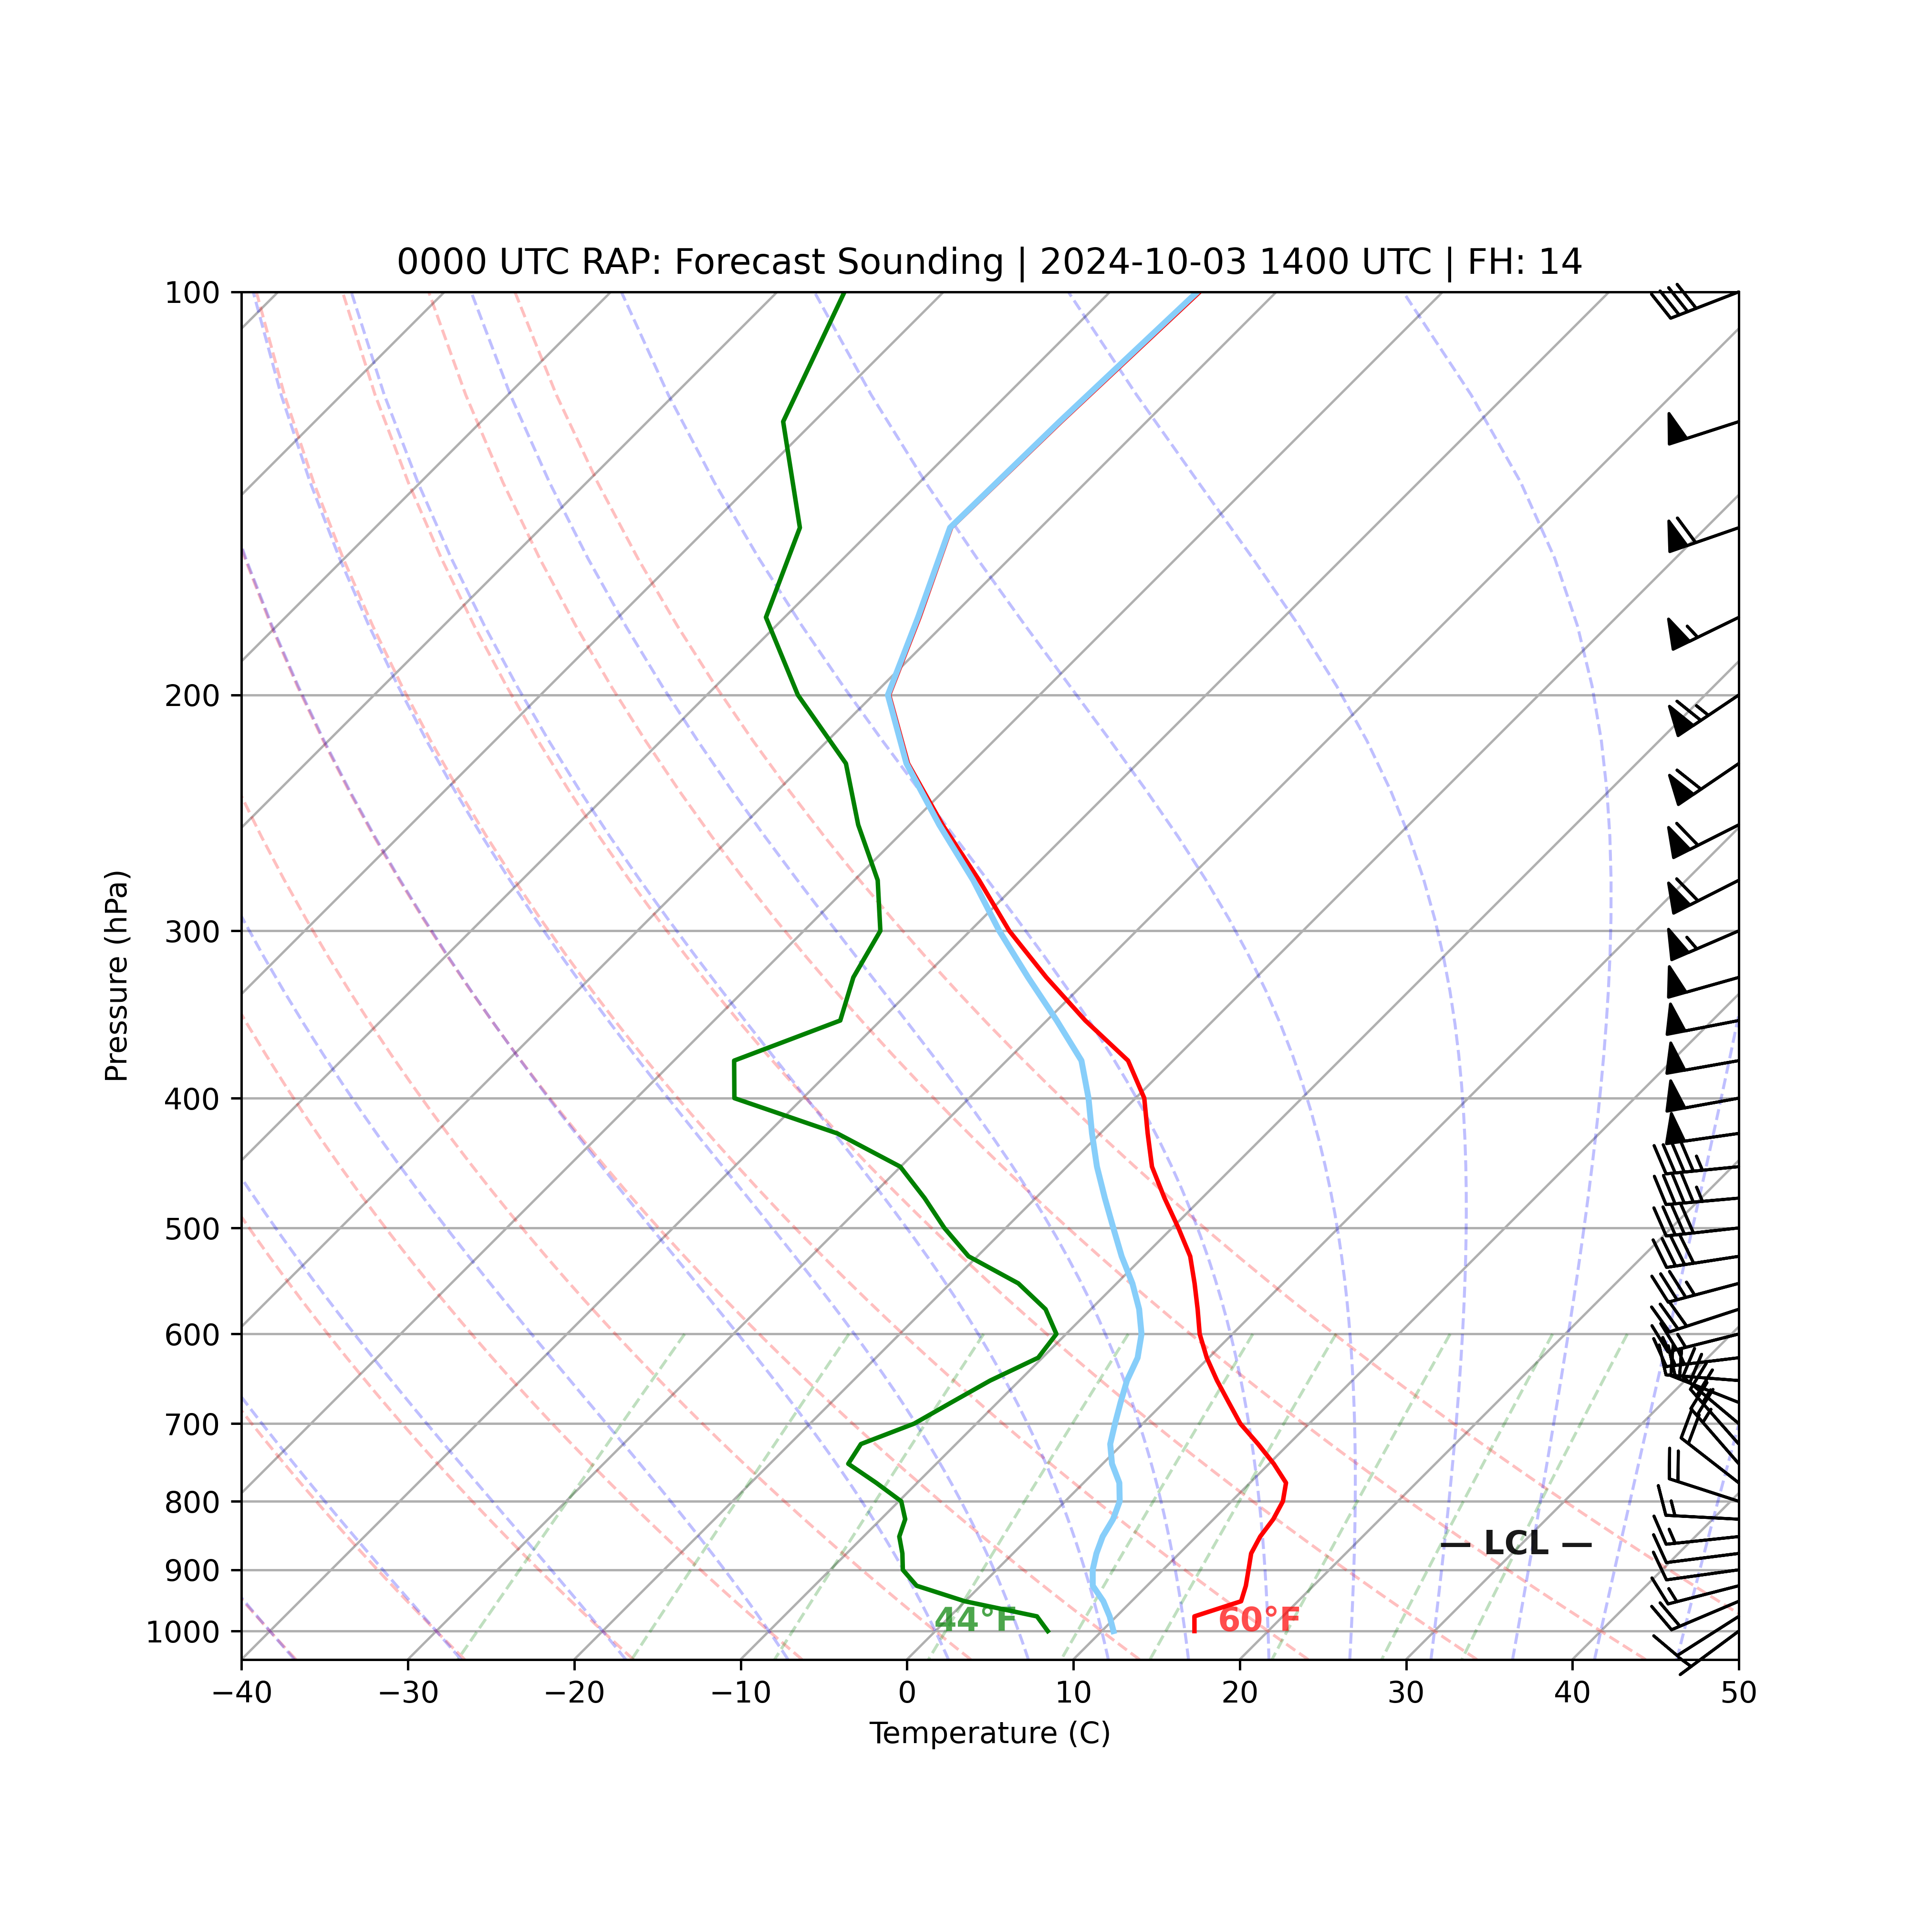 0000 UTC RAP: Forecast Sounding | 2024-10-03 1400 UTC | FH: 14
100
200
300
400
500
600
700
800
900
1000
Pressure (hPa)
— LCL —
44°F
60°F
−40 −30 −20 −10 0 10 20 30 40 50
Temperature (C)